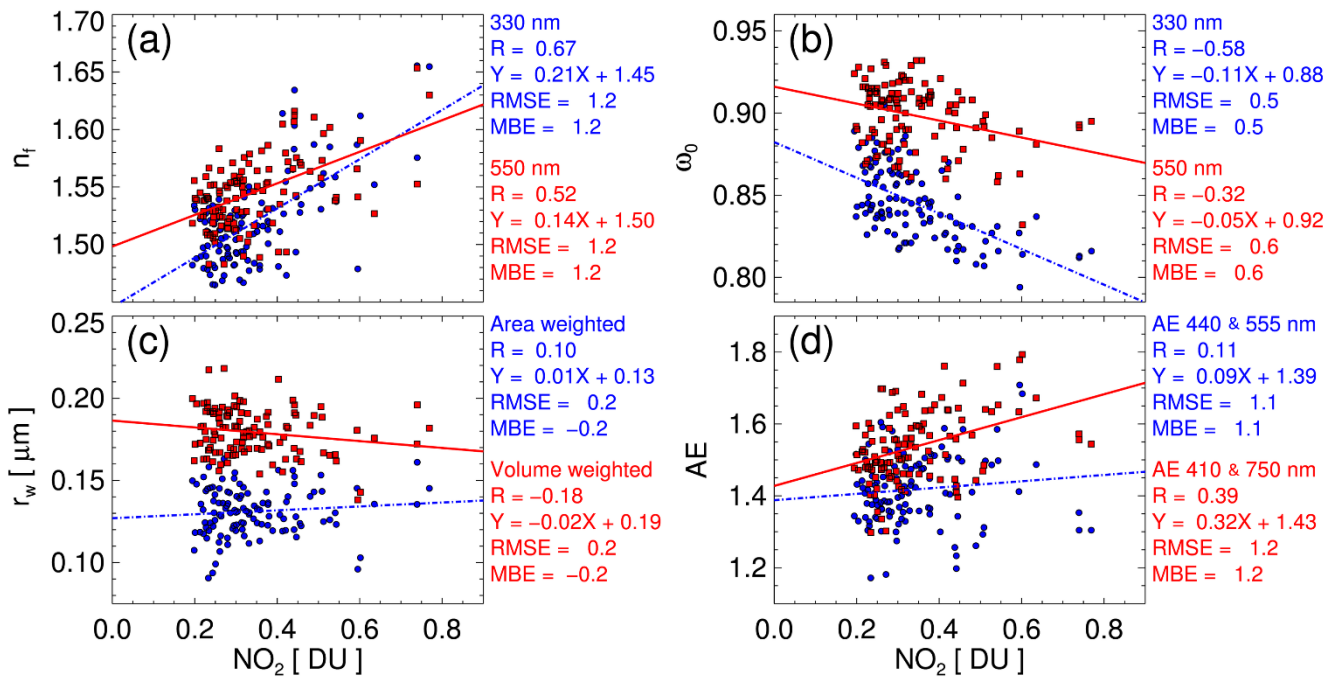 (a)
1.70
1.65
1.60
1.55
1.50
n_f
330 nm
R = 0.67
Y = 0.21X + 1.45
RMSE = 1.2
MBE = 1.2
550 nm
R = 0.52
Y = 0.14X + 1.50
RMSE = 1.2
MBE = 1.2
(b)
0.95
0.90
0.85
0.80
ω₀
330 nm
R = −0.58
Y = −0.11X + 0.88
RMSE = 0.5
MBE = 0.5
550 nm
R = −0.32
Y = −0.05X + 0.92
RMSE = 0.6
MBE = 0.6
(c)
0.25
0.20
0.15
0.10
r_w [ μm ]
0.0 0.2 0.4 0.6 0.8
NO₂ [ DU ]
Area weighted
R = 0.10
Y = 0.01X + 0.13
RMSE = 0.2
MBE = −0.2
Volume weighted
R = −0.18
Y = −0.02X + 0.19
RMSE = 0.2
MBE = −0.2
(d)
1.8
1.6
1.4
1.2
AE
0.0 0.2 0.4 0.6 0.8
NO₂ [ DU ]
AE 440 & 555 nm
R = 0.11
Y = 0.09X + 1.39
RMSE = 1.1
MBE = 1.1
AE 410 & 750 nm
R = 0.39
Y = 0.32X + 1.43
RMSE = 1.2
MBE = 1.2